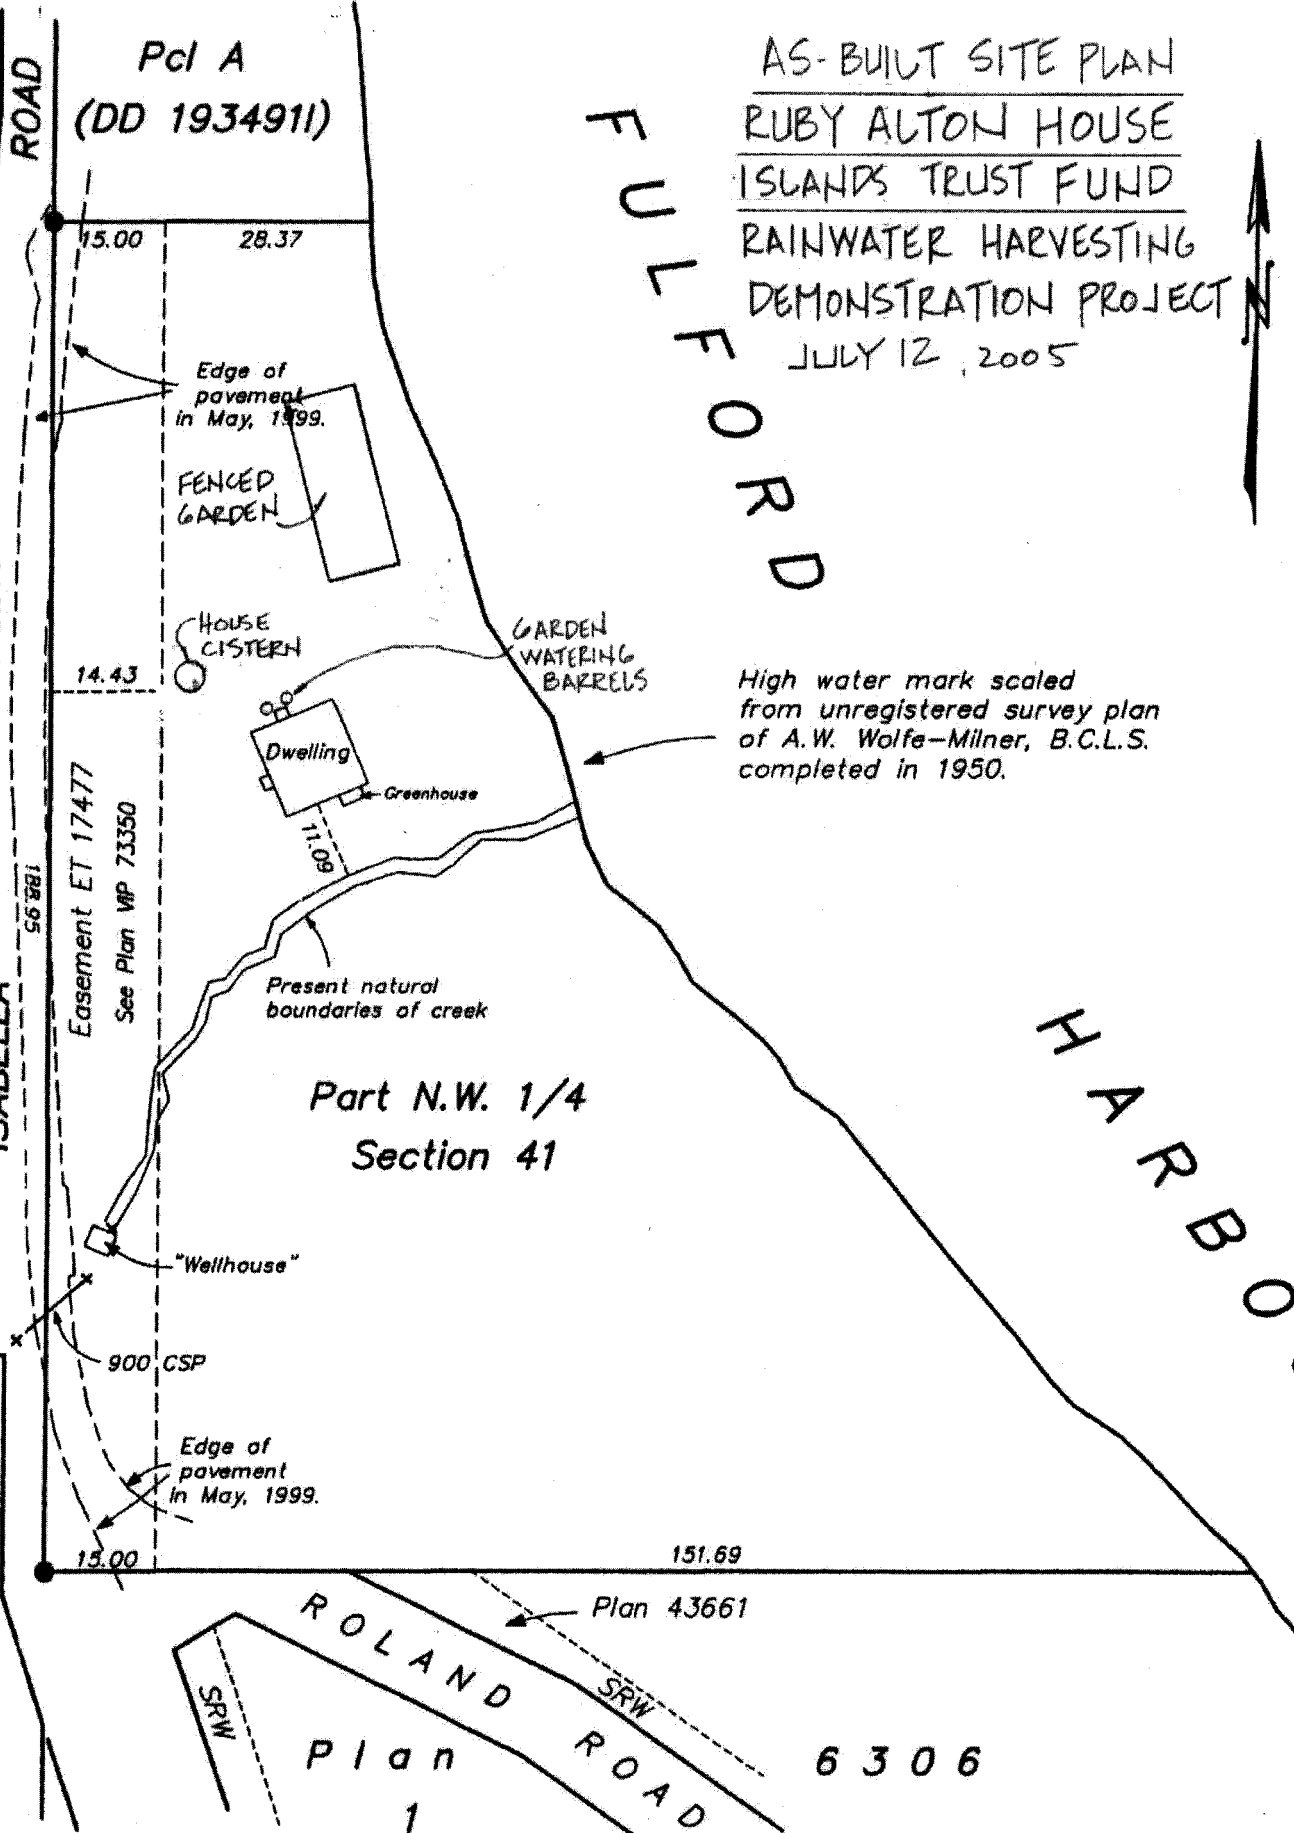 AS-BUILT SITE PLAN
RUBY ALTON HOUSE
ISLANDS TRUST FUND
RAINWATER HARVESTING
DEMONSTRATION PROJECT
JULY 12, 2005
N
ROAD
Pcl A
(DD 193491I)
15.00
28.37
FULFORD
Edge of
pavement
in May, 1999.
FENCED
GARDEN
HOUSE
CISTERN
GARDEN
WATERING
BARRELS
14.43
High water mark scaled
from unregistered survey plan
of A.W. Wolfe-Milner, B.C.L.S.
completed in 1950.
Dwelling
Greenhouse
11.09
Easement ET 17477
See Plan VIP 73350
188.95
ISABELLA
Present natural
boundaries of creek
Part N.W. 1/4
Section 41
HARBO
"Wellhouse"
900 CSP
Edge of
pavement
in May, 1999.
15.00
151.69
Plan 43661
ROLAND ROAD
SRW
SRW
Plan
6306
1